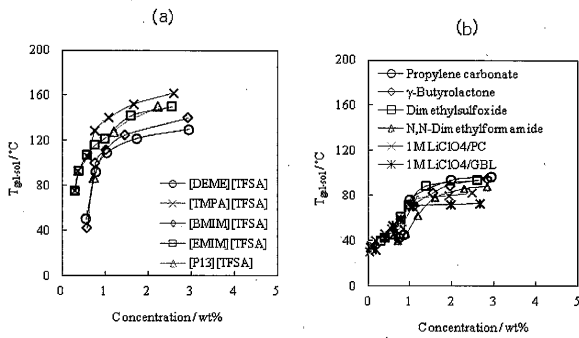 (a)
200
160
120
80
40
0
T gel-sol/°C
[DEME][TFSA]
[TMPA][TFSA]
[BMIM][TFSA]
[EMIM][TFSA]
[P13][TFSA]
0 1 2 3 4 5
Concentration/wt%
(b)
200
160
120
80
40
0
T gel-sol/°C
Propylene carbonate
γ-Butyrolactone
Dimethylsulfoxide
N,N-Dimethylformamide
1M LiClO4/PC
1M LiClO4/GBL
0 1 2 3 4 5
Concentration/wt%